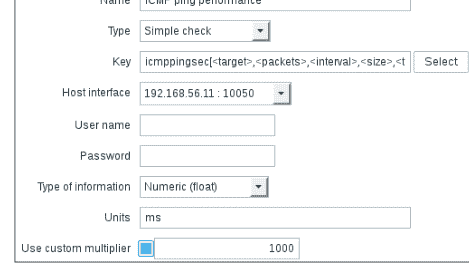 Name ICMP ping performance
Type Simple check
Key icmppingsec[<target>,<packets>,<interval>,<size>,<t Select
Host interface 192.168.56.11 : 10050
User name
Password
Type of information Numeric (float)
Units ms
Use custom multiplier 1000